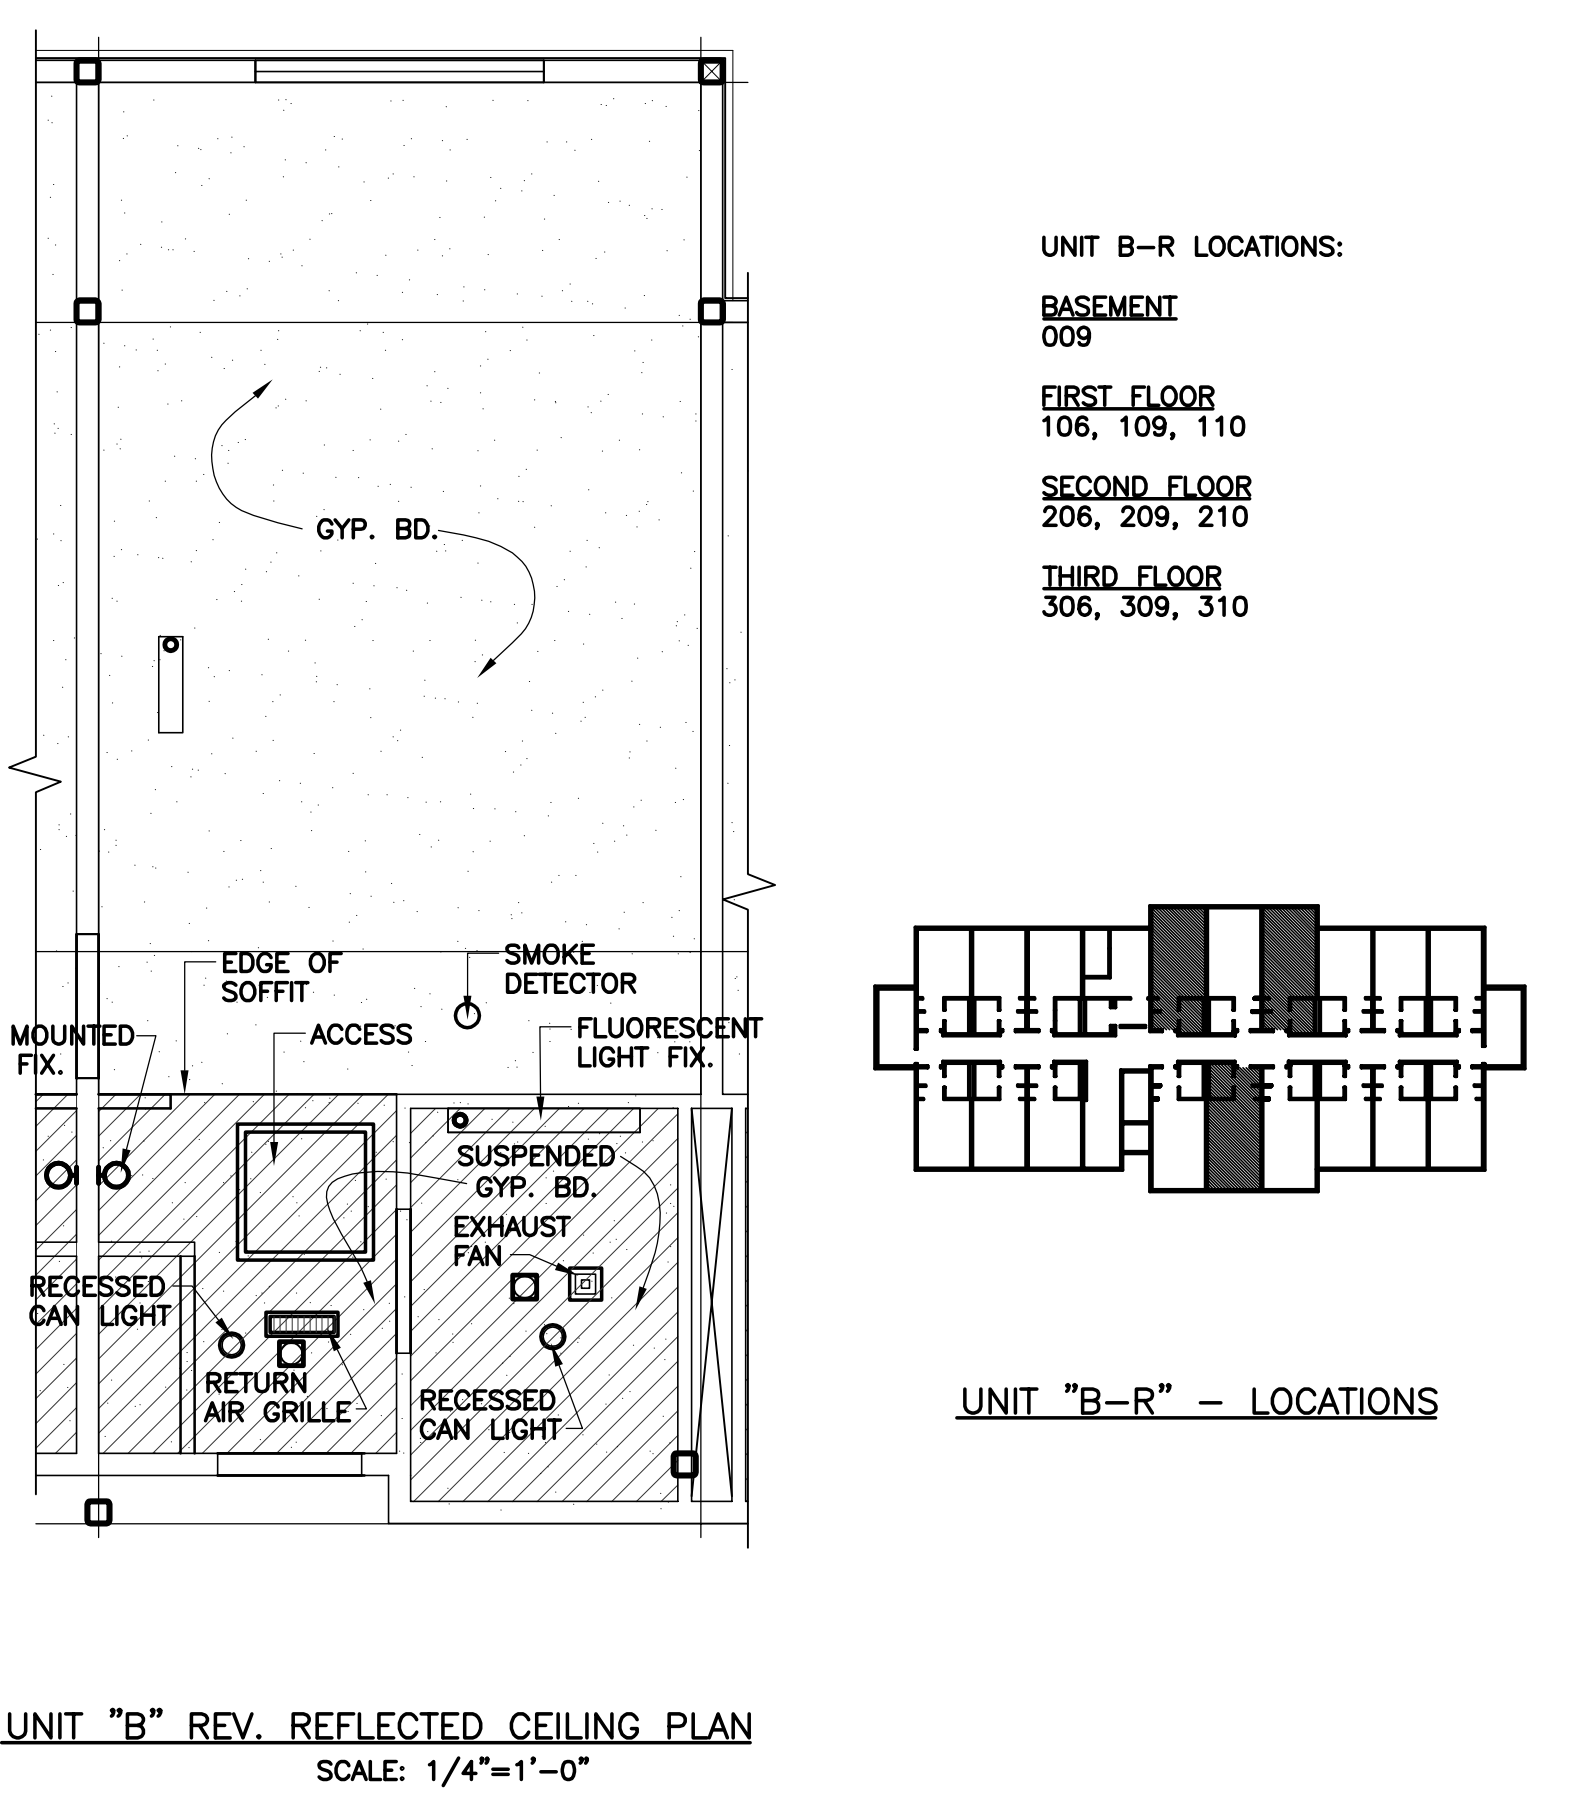 UNIT B-R LOCATIONS:
BASEMENT
009
FIRST FLOOR
106, 109, 110
SECOND FLOOR
206, 209, 210
THIRD FLOOR
306, 309, 310
GYP. BD.
EDGE OF
SOFFIT
SMOKE
DETECTOR
MOUNTED
FIX.
ACCESS
FLUORESCENT
LIGHT FIX.
SUSPENDED
GYP. BD.
EXHAUST
FAN
RECESSED
CAN LIGHT
RETURN
AIR GRILLE
RECESSED
CAN LIGHT
UNIT "B-R" - LOCATIONS
UNIT "B" REV. REFLECTED CEILING PLAN
SCALE: 1/4"=1'-0"